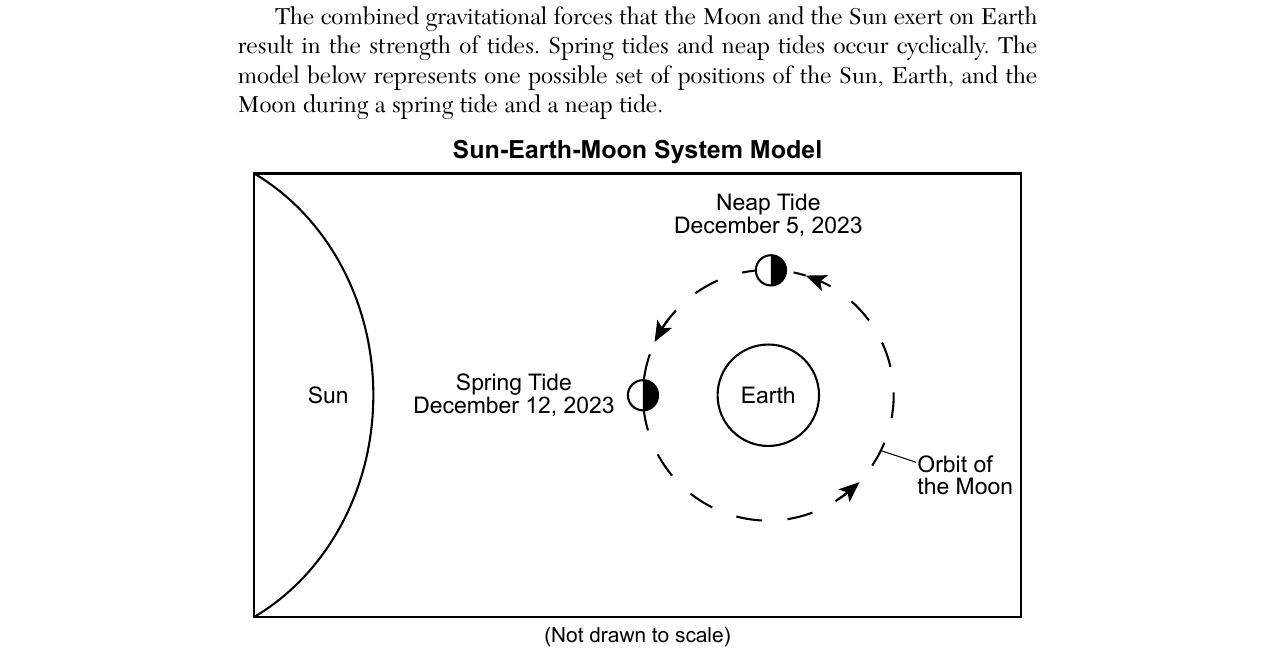 The combined gravitational forces that the Moon and the Sun exert on Earth
result in the strength of tides. Spring tides and neap tides occur cyclically. The
model below represents one possible set of positions of the Sun, Earth, and the
Moon during a spring tide and a neap tide.
Sun-Earth-Moon System Model
Neap Tide
December 5, 2023
Spring Tide
December 12, 2023
Sun
Earth
Orbit of
the Moon
(Not drawn to scale)